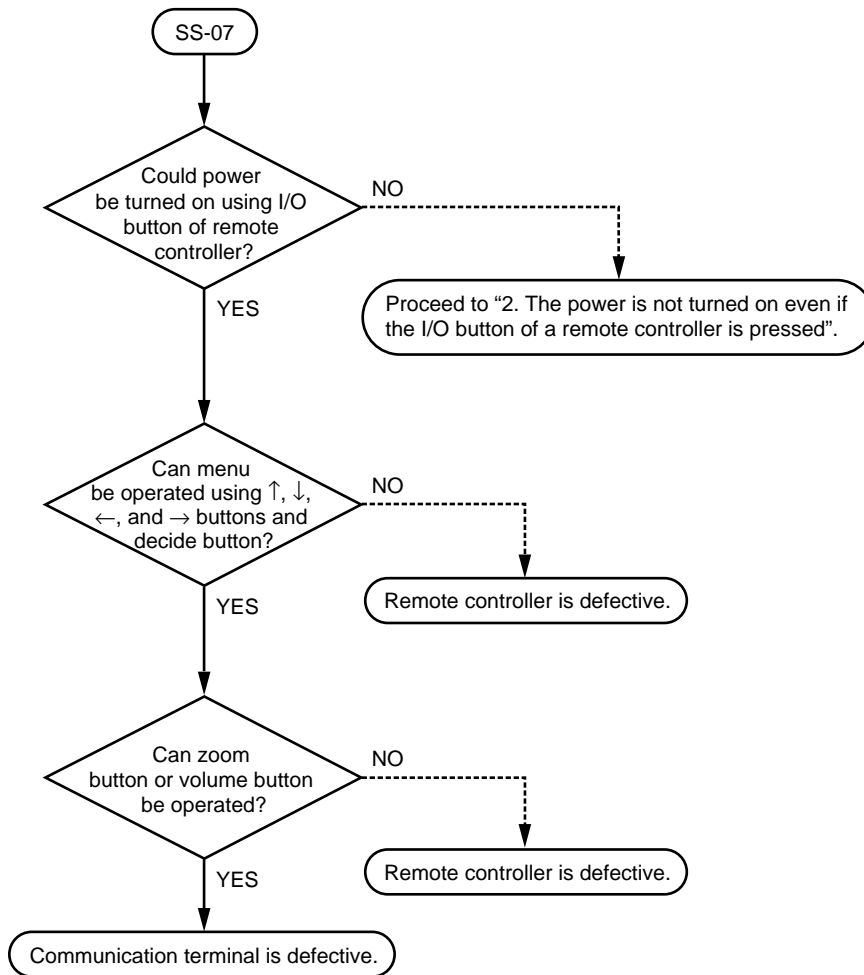 SS-07
Could power
be turned on using I/O
button of remote
controller?
NO
YES
Proceed to “2. The power is not turned on even if
the I/O button of a remote controller is pressed”.
Can menu
be operated using ↑, ↓,
←, and → buttons and
decide button?
NO
YES
Remote controller is defective.
Can zoom
button or volume button
be operated?
NO
YES
Remote controller is defective.
Communication terminal is defective.